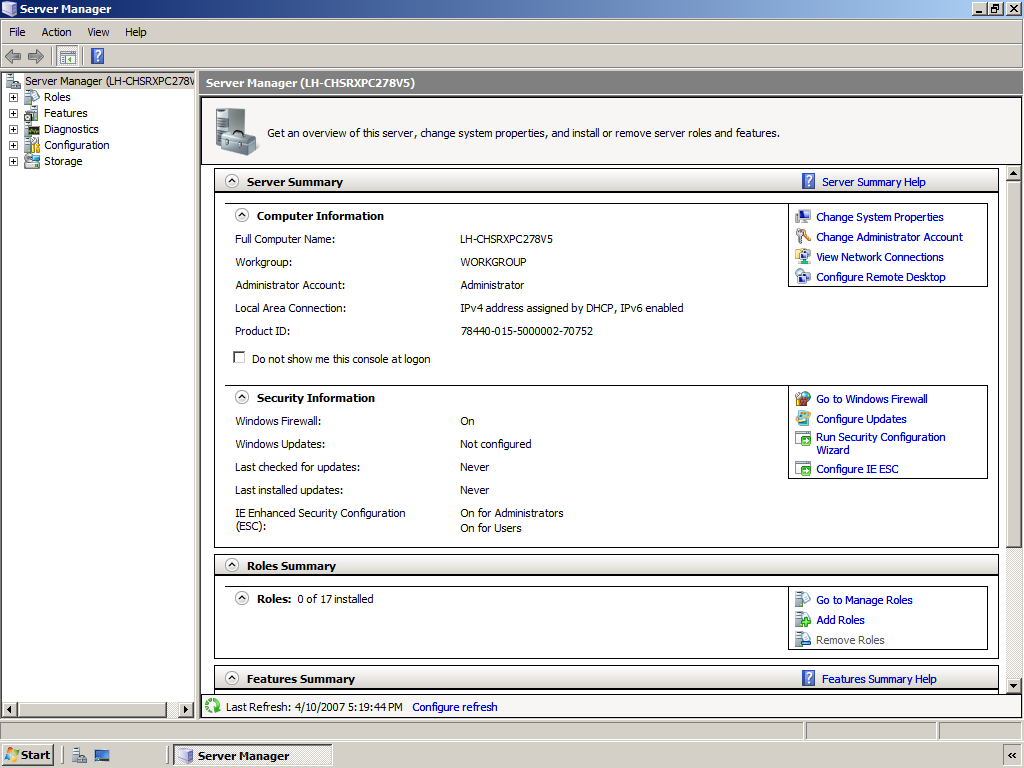 Server Manager
File Action View Help
Server Manager (LH-CHSRXPC278V
Roles
Features
Diagnostics
Configuration
Storage
Server Manager (LH-CHSRXPC278V5)
Get an overview of this server, change system properties, and install or remove server roles and features.
Server Summary
Server Summary Help
Computer Information
Full Computer Name: LH-CHSRXPC278V5
Workgroup: WORKGROUP
Administrator Account: Administrator
Local Area Connection: IPv4 address assigned by DHCP, IPv6 enabled
Product ID: 78440-015-5000002-70752
Do not show me this console at logon
Change System Properties
Change Administrator Account
View Network Connections
Configure Remote Desktop
Security Information
Windows Firewall: On
Windows Updates: Not configured
Last checked for updates: Never
Last installed updates: Never
IE Enhanced Security Configuration On for Administrators
(ESC): On for Users
Go to Windows Firewall
Configure Updates
Run Security Configuration
Wizard
Configure IE ESC
Roles Summary
Roles: 0 of 17 installed
Go to Manage Roles
Add Roles
Remove Roles
Features Summary
Features Summary Help
Last Refresh: 4/10/2007 5:19:44 PM Configure refresh
Start
Server Manager